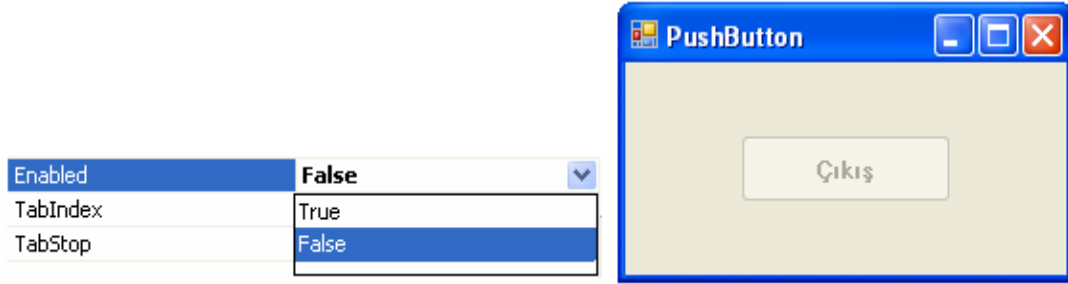 PushButton
Enabled False
TabIndex True
TabStop False
Çıkış